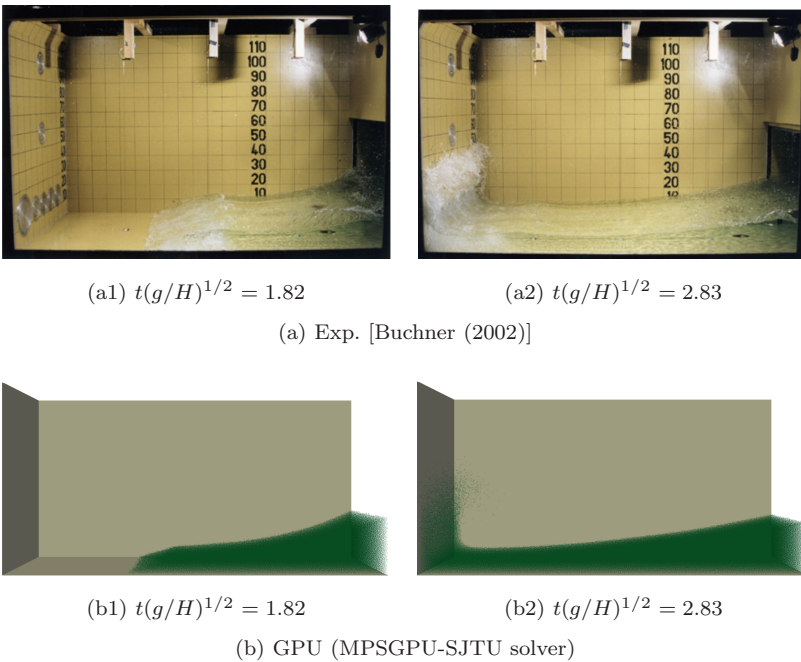 110 110
100 100
90 90
80 80
70 70
60 60
50 50
40 40
30 30
20 20
10 10
(a1) t(g/H)^{1/2} = 1.82 (a2) t(g/H)^{1/2} = 2.83
(a) Exp. [Buchner (2002)]
(b1) t(g/H)^{1/2} = 1.82 (b2) t(g/H)^{1/2} = 2.83
(b) GPU (MPSGPU-SJTU solver)